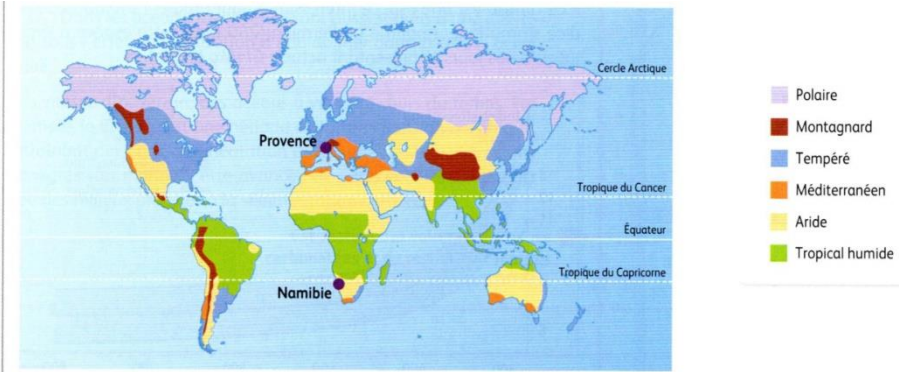 Cercle Arctique
Provence
Tropique du Cancer
Équateur
Tropique du Capricorne
Namibie
Polaire
Montagnard
Tempéré
Méditerranéen
Aride
Tropical humide